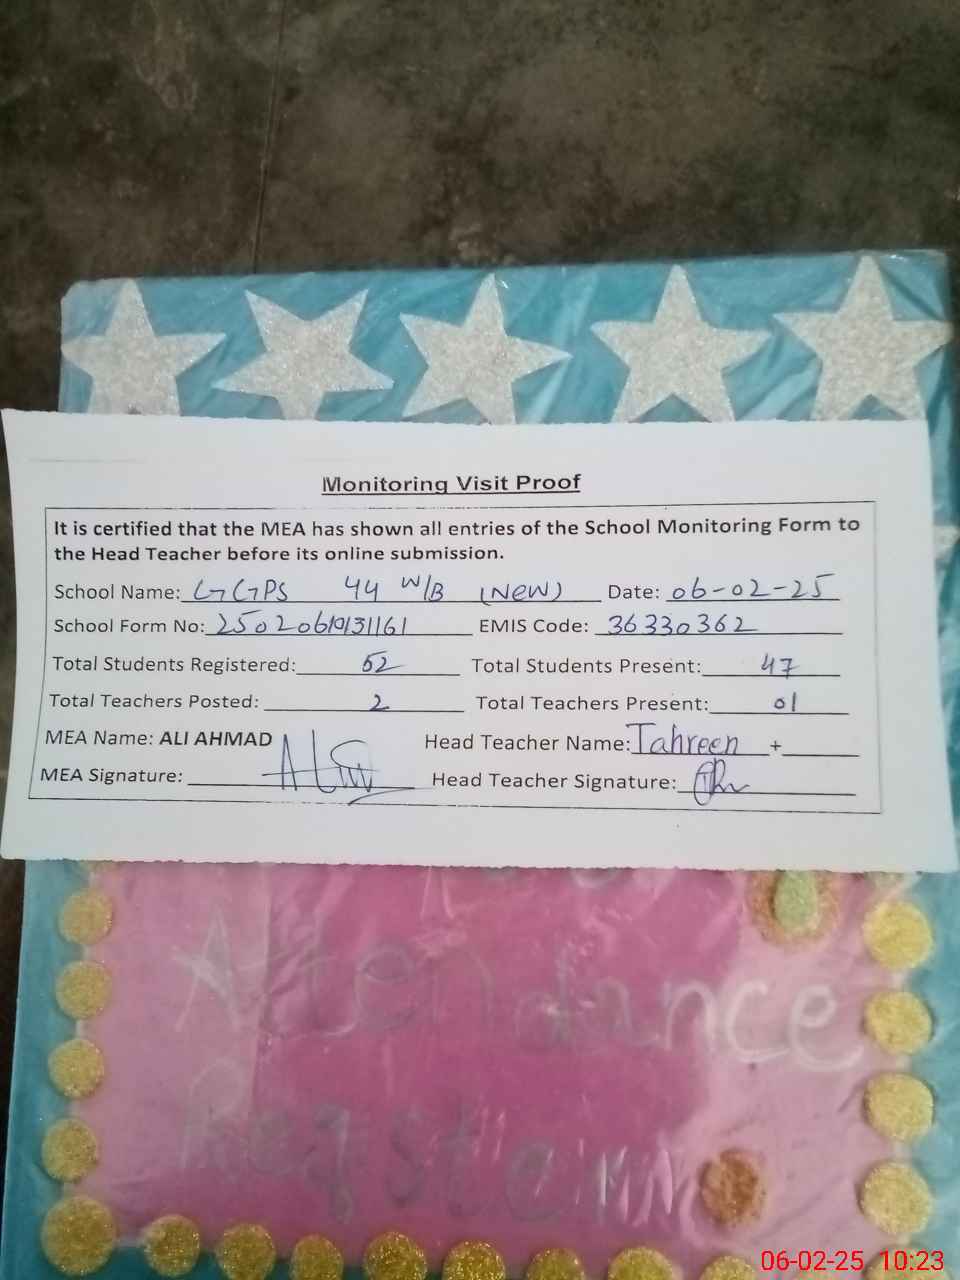 Monitoring Visit Proof
It is certified that the MEA has shown all entries of the School Monitoring Form to
the Head Teacher before its online submission.
School Name: GGPS 44 W/B (New) Date: 06-02-25
School Form No: EMIS Code: 36330362
Total Students Registered: 52 Total Students Present: 47
Total Teachers Posted: 2 Total Teachers Present: 01
MEA Name: ALI AHMAD Head Teacher Name: Tahreen +
MEA Signature: Head Teacher Signature:
Attendance
Regster
06-02-25 10:23